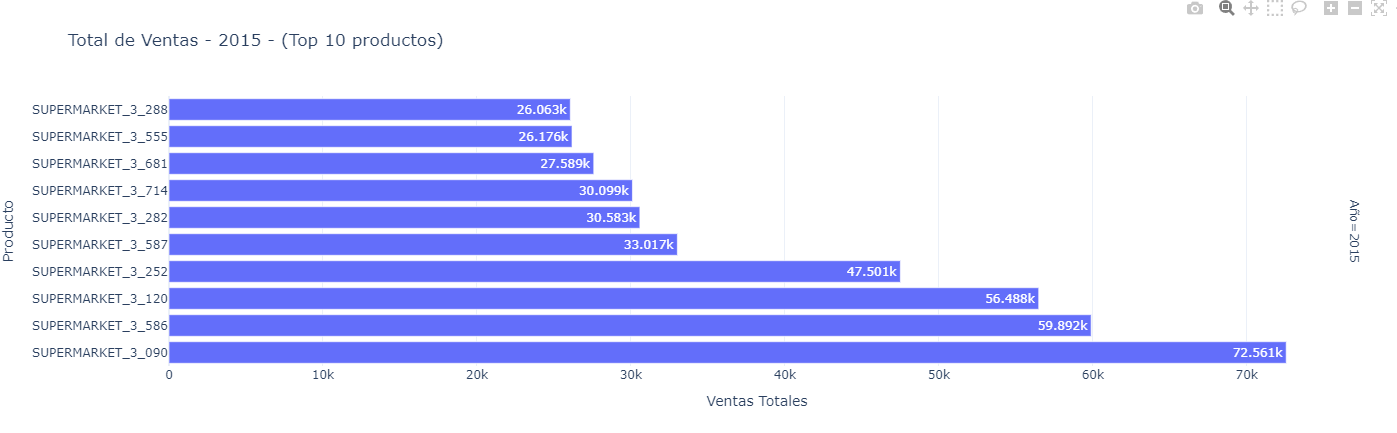 Total de Ventas - 2015 - (Top 10 productos)
SUPERMARKET_3_288 26.063k
SUPERMARKET_3_555 26.176k
SUPERMARKET_3_681 27.589k
SUPERMARKET_3_714 30.099k
SUPERMARKET_3_282 30.583k
SUPERMARKET_3_587 33.017k
SUPERMARKET_3_252 47.501k
SUPERMARKET_3_120 56.488k
SUPERMARKET_3_586 59.892k
SUPERMARKET_3_090 72.561k
0 10k 20k 30k 40k 50k 60k 70k
Ventas Totales
Producto
Año=2015